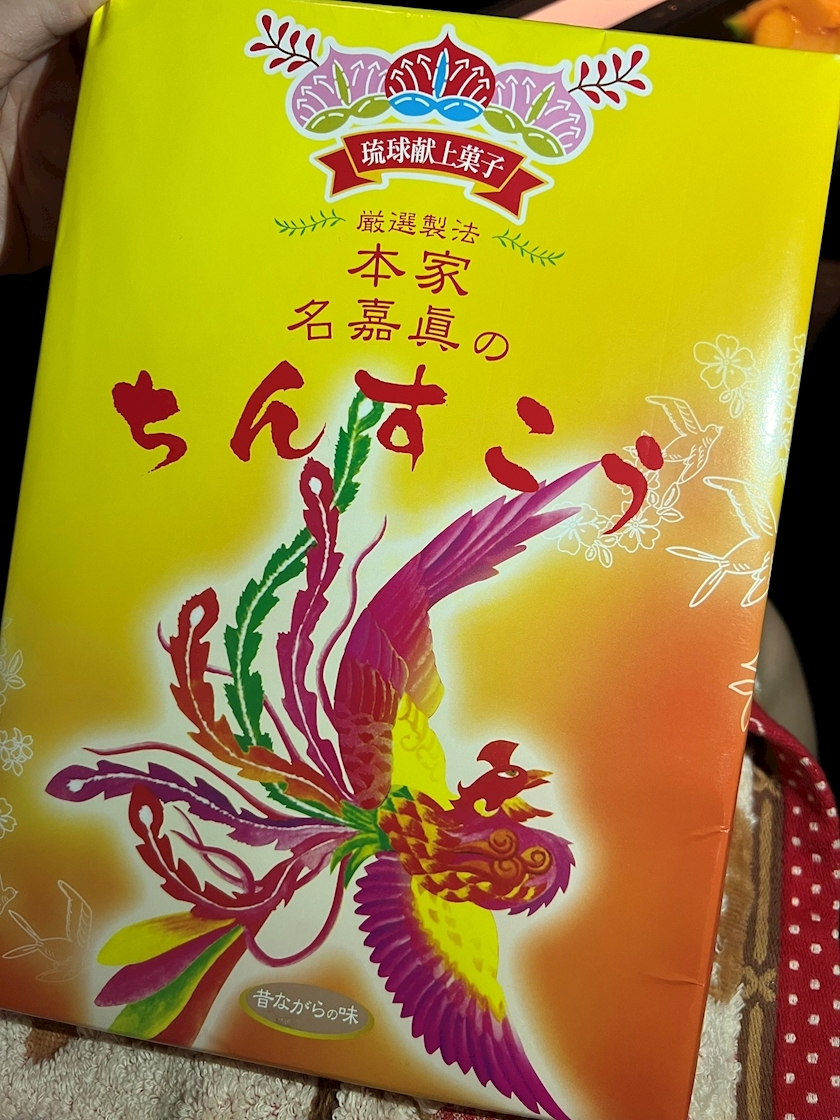 琉球献上菓子
厳選製法
本家
名嘉眞の
ちんすこう
昔ながらの味